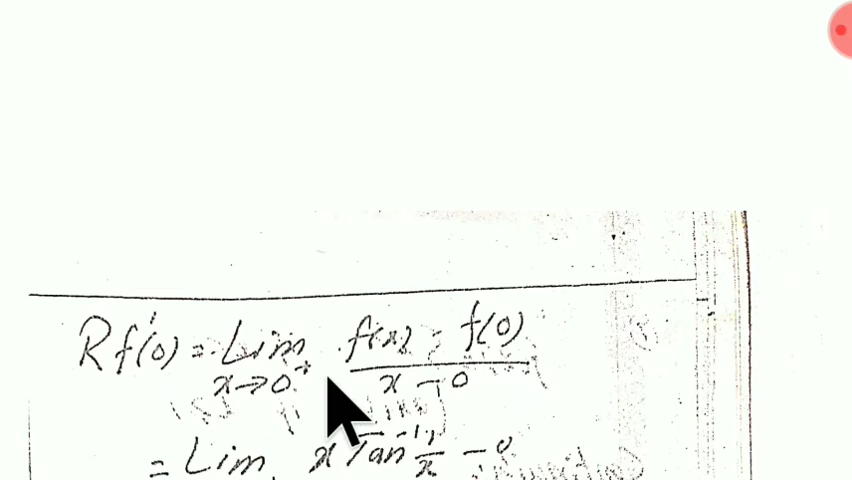 Rf'(0) = Lim x→0⁺ f(x) - f(0) / x - 0
= Lim x Tan⁻¹ 1/x - 0